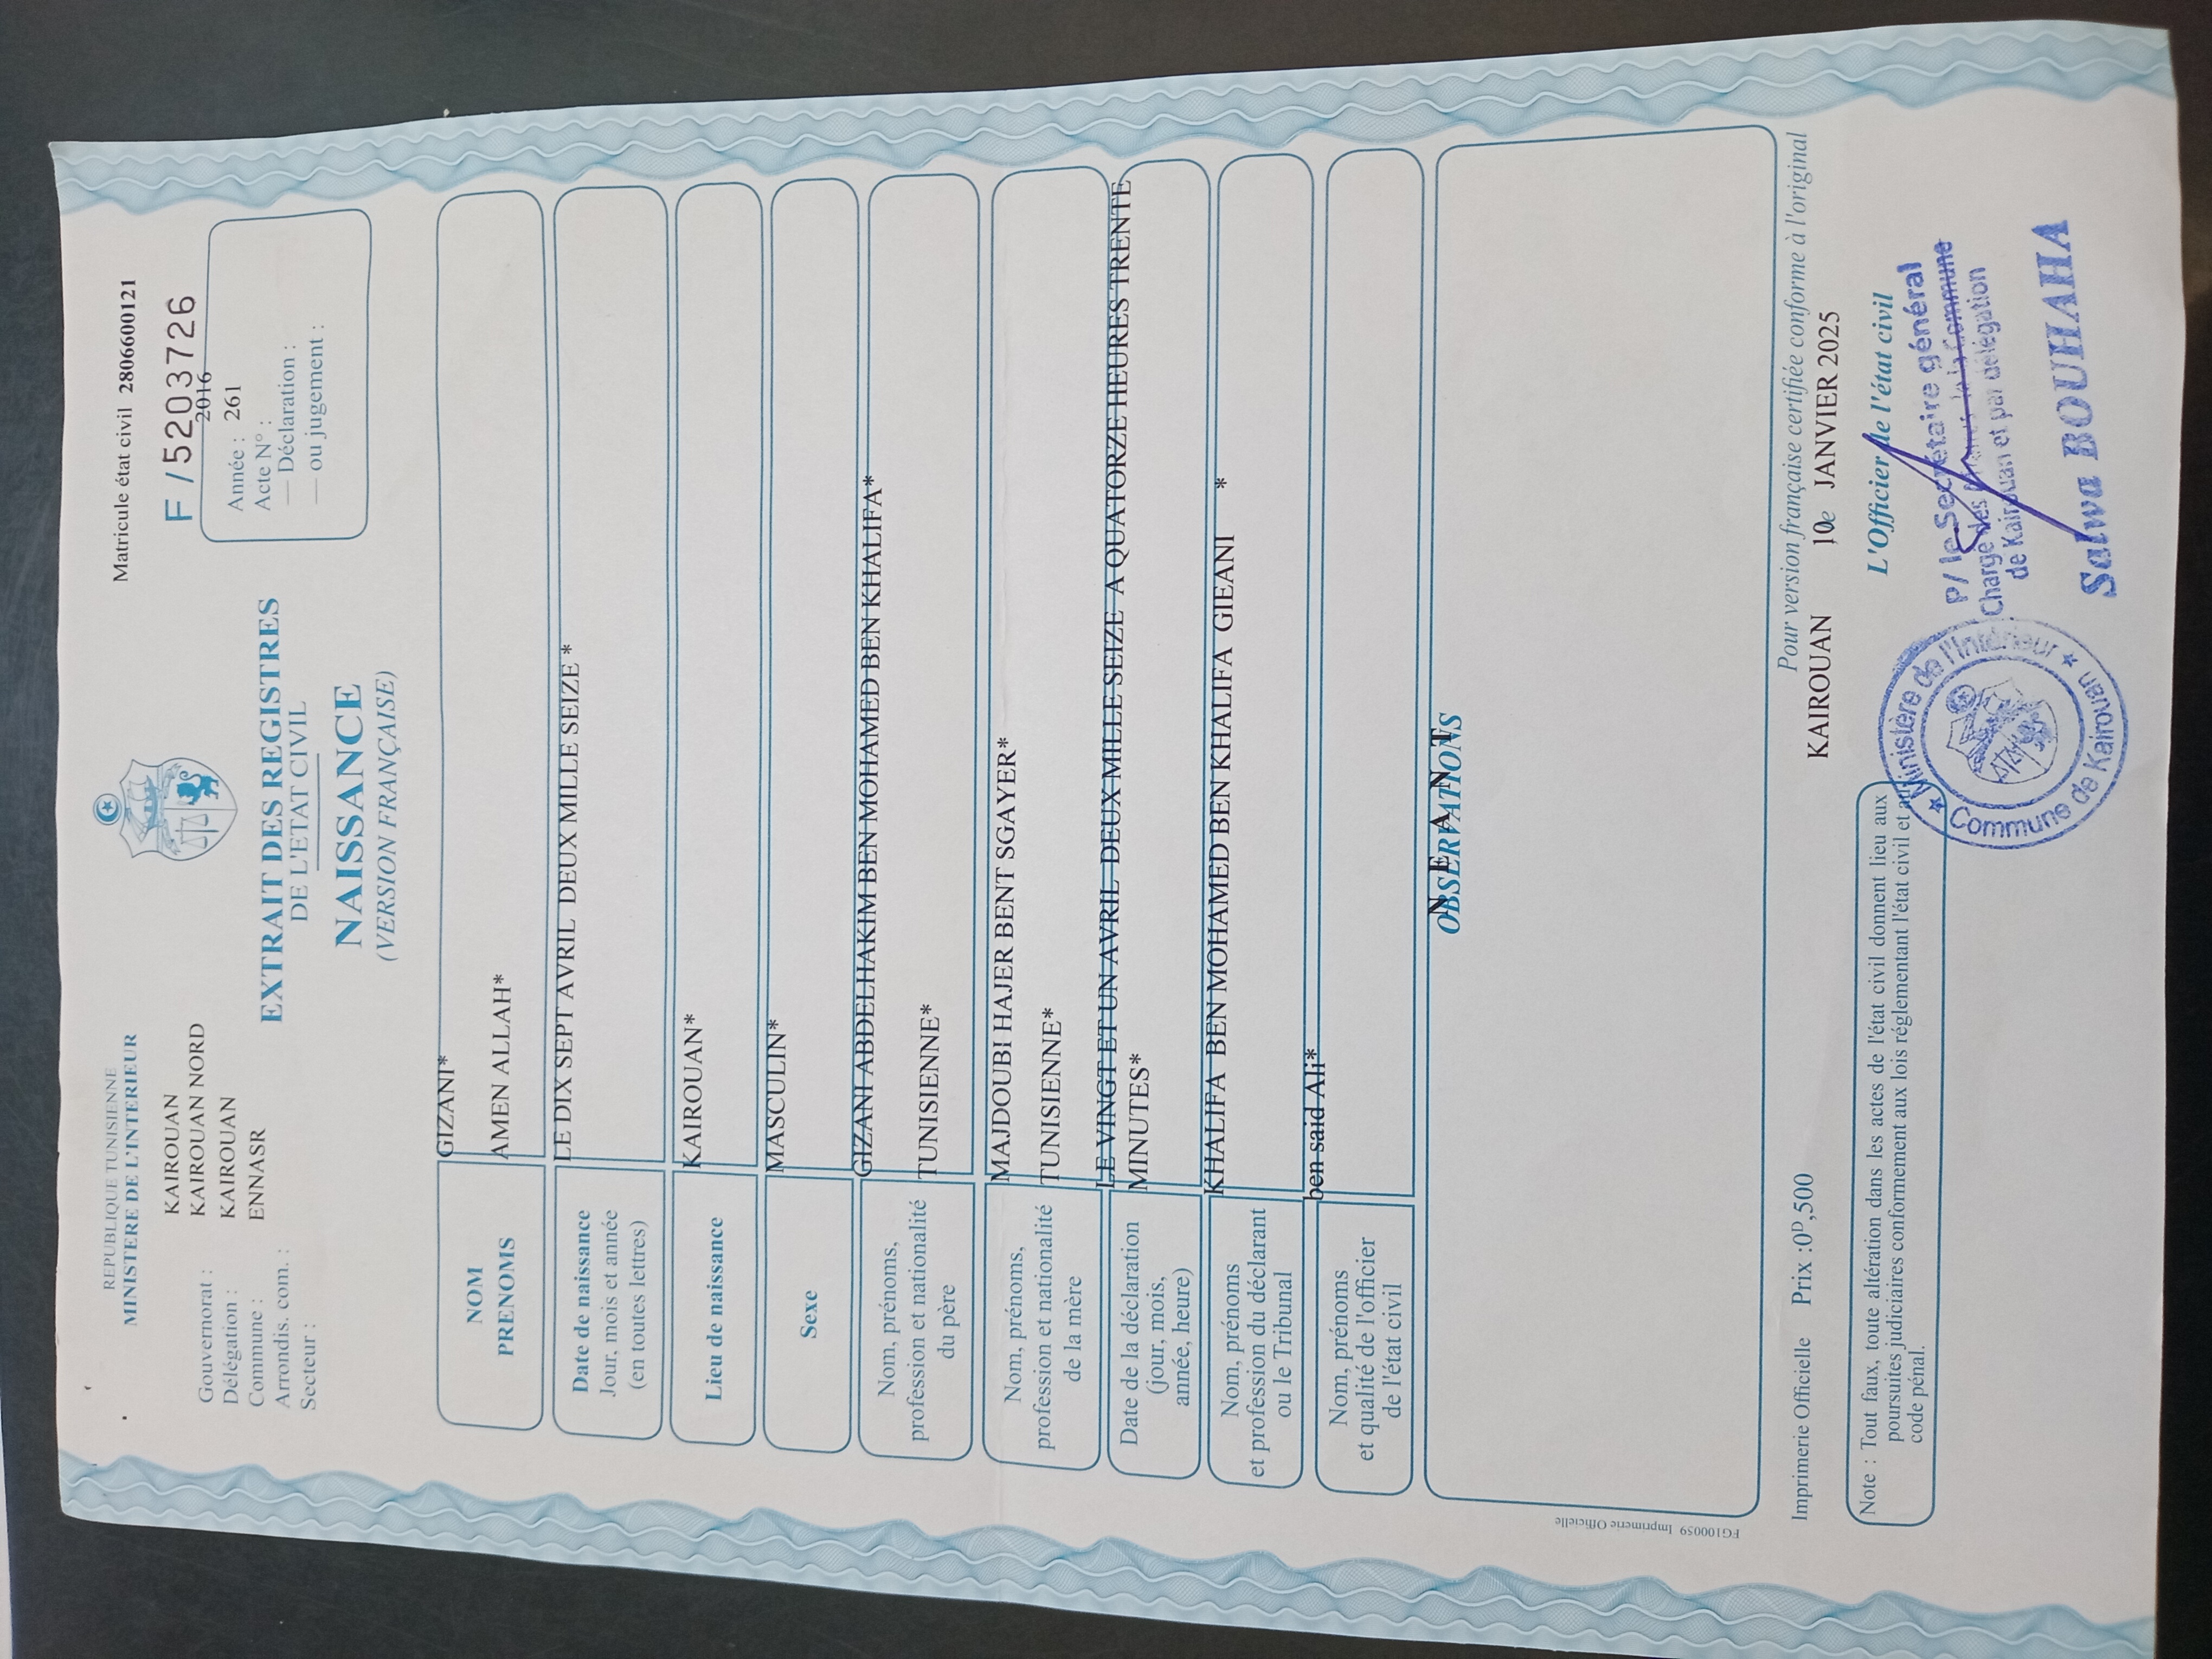 REPUBLIQUE TUNISIENNE
MINISTERE DE L'INTERIEUR
Matricule état civil 280660001​21
F / 5203726
Gouvernorat : KAIROUAN
Délégation : KAIROUAN NORD
Commune : KAIROUAN
Arrondis. com. : ENNASR
Secteur :
2016
Année : 261
Acte N° :
— Déclaration :
— ou jugement :
EXTRAIT DES REGISTRES
DE L'ETAT CIVIL
NAISSANCE
(VERSION FRANÇAISE)
NOM
GIZANI*
PRENOMS
AMEN ALLAH*
Date de naissance
Jour, mois et année
(en toutes lettres)
LE DIX SEPT AVRIL DEUX MILLE SEIZE *
Lieu de naissance
KAIROUAN*
Sexe
MASCULIN*
Nom, prénoms,
profession et nationalité
du père
GIZANI ABDELHAKIM BEN MOHAMED BEN KHALIFA*
TUNISIENNE*
Nom, prénoms,
profession et nationalité
de la mère
MAJDOUBI HAJER BENT SGAYER*
TUNISIENNE*
Date de la déclaration
(jour, mois,
année, heure)
LE VINGT ET UN AVRIL DEUX MILLE SEIZE A QUATORZE HEURES TRENTE
MINUTES*
Nom, prénoms
et profession du déclarant
ou le Tribunal
KHALIFA BEN MOHAMED BEN KHALIFA GIEANI *
Nom, prénoms
et qualité de l'officier
de l'état civil
ben said Ali*
OBSERVATIONS
N E A N T
FG100059 Imprimerie Officielle
Imprimerie Officielle Prix :0D,500
Pour version française certifiée conforme à l'original
KAIROUAN 10 JANVIER 2025
L'Officier de l'état civil
Note : Tout faux, toute altération dans les actes de l'état civil donnent lieu aux
poursuites judiciaires conformement aux lois réglementant l'état civil et au
code pénal.
Ministère de l'Intérieur
Commune de Kairouan
P/ le Secrétaire général
Chargé des de la Commune
de Kairouan et par délégation
Salwa BOUHAHA